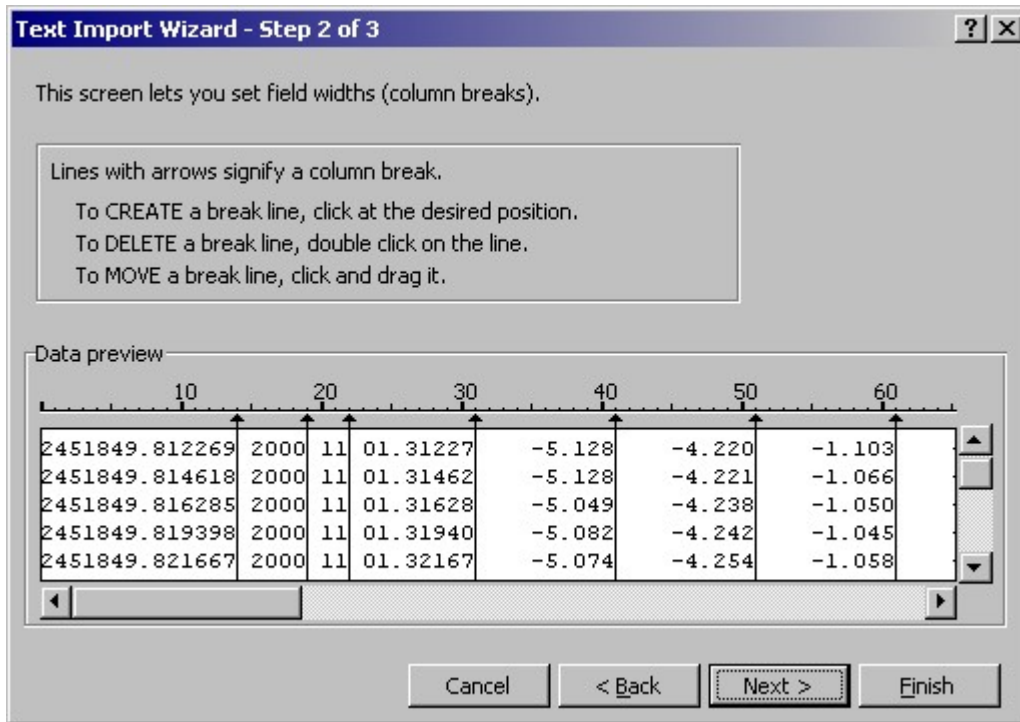 Text Import Wizard - Step 2 of 3
This screen lets you set field widths (column breaks).
Lines with arrows signify a column break.
To CREATE a break line, click at the desired position.
To DELETE a break line, double click on the line.
To MOVE a break line, click and drag it.
Data preview
10 20 30 40 50 60
2451849.812269 2000 11 01.31227 -5.128 -4.220 -1.103
2451849.814618 2000 11 01.31462 -5.128 -4.221 -1.066
2451849.816285 2000 11 01.31628 -5.049 -4.238 -1.050
2451849.819398 2000 11 01.31940 -5.082 -4.242 -1.045
2451849.821667 2000 11 01.32167 -5.074 -4.254 -1.058
Cancel < Back Next > Finish